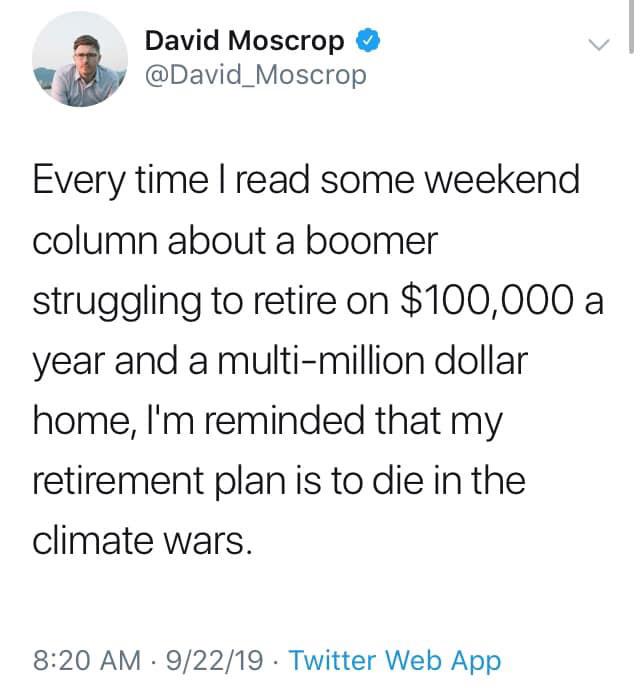 David Moscrop
@David_Moscrop
Every time I read some weekend
column about a boomer
struggling to retire on $100,000 a
year and a multi-million dollar
home, I'm reminded that my
retirement plan is to die in the
climate wars.
8:20 AM · 9/22/19 · Twitter Web App